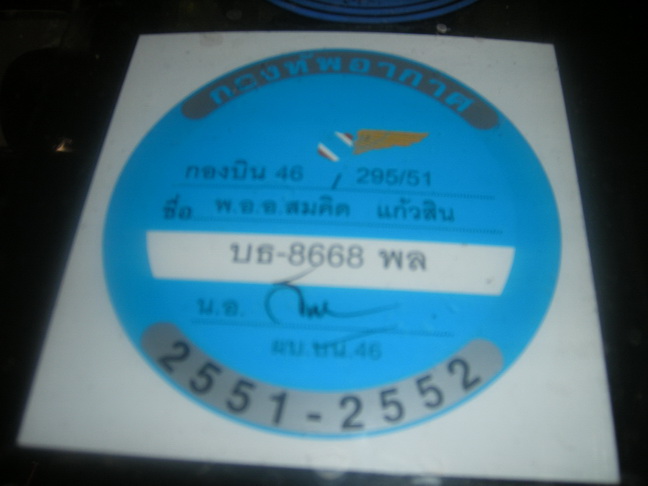 กรุงทัพอากาศ
กองบิน 46 / 295/51
ชื่อ พ.อ.อ.สมคิด แก้วสิน
บธ-8668 พล
น.อ.
ผบ.บน.46
2551-2552